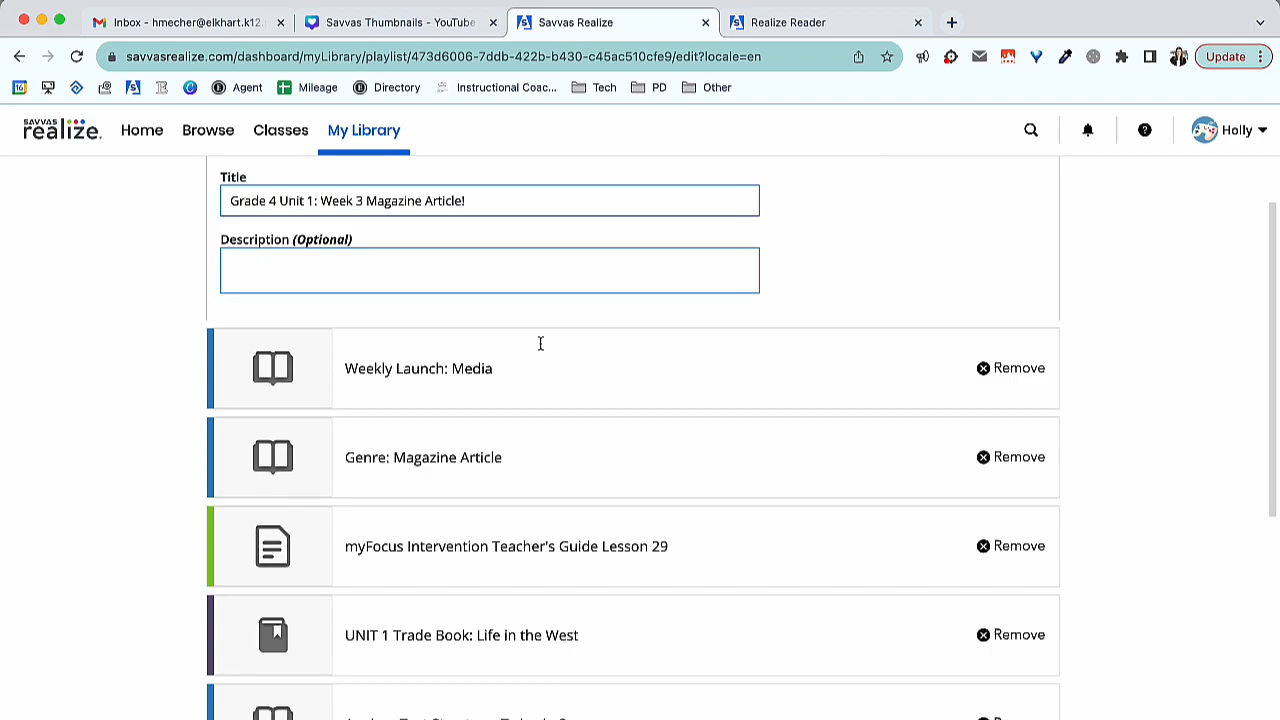 Inbox - hmecher@elkhart.k12
Savvas Thumbnails - YouTube
Savvas Realize
Realize Reader
savvasrealize.com/dashboard/myLibrary/playlist/473d6006-7ddb-422b-b430-c45ac510cfe9/edit?locale=en
Update
Agent
Mileage
Directory
Instructional Coac...
Tech
PD
Other
SAVVAS
realize.
Home
Browse
Classes
My Library
Holly
Title
Grade 4 Unit 1: Week 3 Magazine Article!
Description (Optional)
Weekly Launch: Media
Remove
Genre: Magazine Article
Remove
myFocus Intervention Teacher's Guide Lesson 29
Remove
UNIT 1 Trade Book: Life in the West
Remove